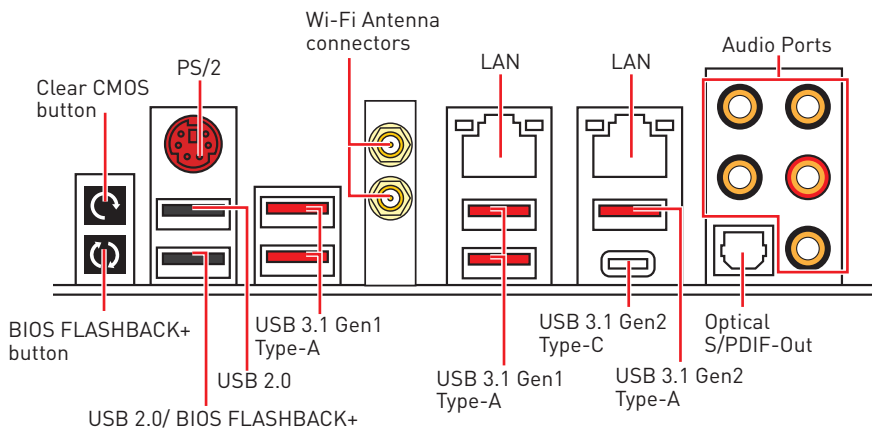 Wi-Fi Antenna
connectors
Clear CMOS
button
PS/2
LAN
LAN
Audio Ports
BIOS FLASHBACK+
button
USB 3.1 Gen1
Type-A
USB 2.0
USB 2.0/ BIOS FLASHBACK+
USB 3.1 Gen1
Type-A
USB 3.1 Gen2
Type-C
USB 3.1 Gen2
Type-A
Optical
S/PDIF-Out